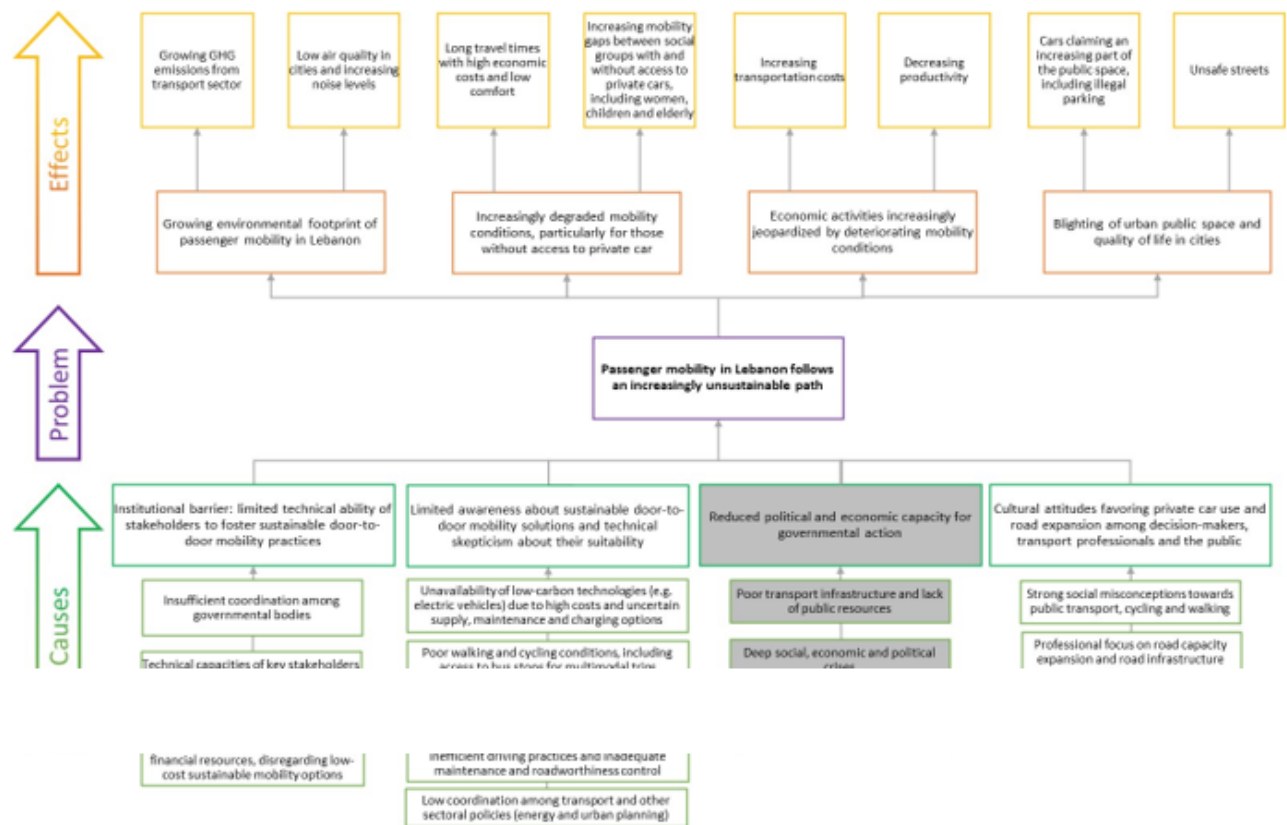 Effects
Growing GHG
emissions from
transport sector
Low air quality in
cities and increasing
noise levels
Long travel times
with high economic
costs and low
comfort
Increasing mobility
gaps between social
groups with and
without access to
private cars,
including women,
children and elderly
Increasing
transportation costs
Decreasing
productivity
Cars claiming an
increasing part of
the public space,
including illegal
parking
Unsafe streets
Growing environmental footprint of
passenger mobility in Lebanon
Increasingly degraded mobility
conditions, particularly for those
without access to private car
Economic activities increasingly
jeopardized by deteriorating mobility
conditions
Blighting of urban public space and
quality of life in cities
Problem
Passenger mobility in Lebanon follows
an increasingly unsustainable path
Causes
Institutional barrier: limited technical ability of
stakeholders to foster sustainable door-to-
door mobility practices
Limited awareness about sustainable door-to-
door mobility solutions and technical
skepticism about their suitability
Reduced political and economic capacity for
governmental action
Cultural attitudes favoring private car use and
road expansion among decision-makers,
transport professionals and the public
Insufficient coordination among
governmental bodies
Technical capacities of key stakeholders
financial resources, disregarding low-
cost sustainable mobility options
Unavailability of low-carbon technologies (e.g.
electric vehicles) due to high costs and uncertain
supply, maintenance and charging options
Poor walking and cycling conditions, including
access to bus stops for multimodal trips
Inefficient driving practices and inadequate
maintenance and roadworthiness control
Low coordination among transport and other
sectoral policies (energy and urban planning)
Poor transport infrastructure and lack
of public resources
Deep social, economic and political
crises
Strong social misconceptions towards
public transport, cycling and walking
Professional focus on road capacity
expansion and road infrastructure